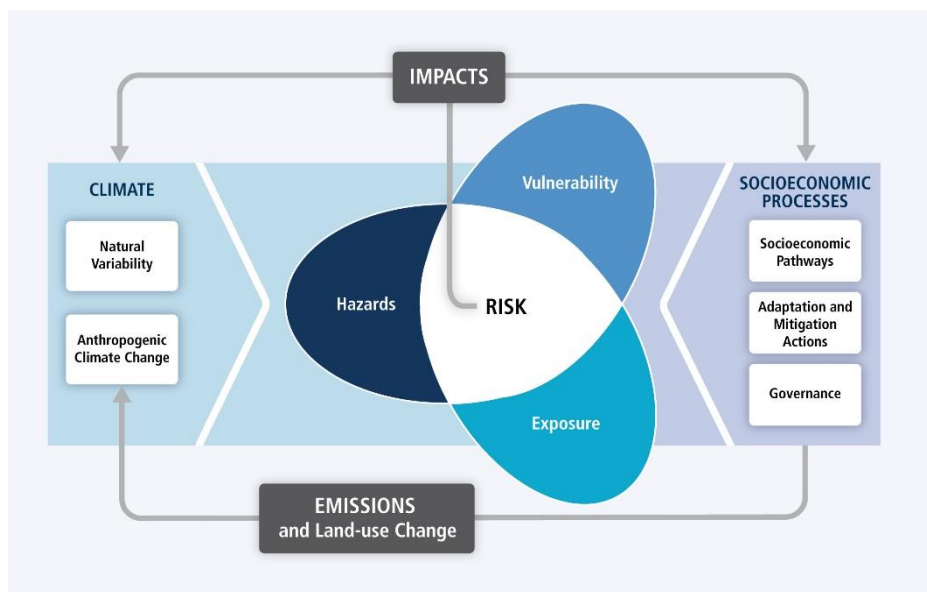 IMPACTS
CLIMATE
Natural
Variability
Anthropogenic
Climate Change
Vulnerability
Hazards
RISK
Exposure
SOCIOECONOMIC
PROCESSES
Socioeconomic
Pathways
Adaptation and
Mitigation
Actions
Governance
EMISSIONS
and Land-use Change